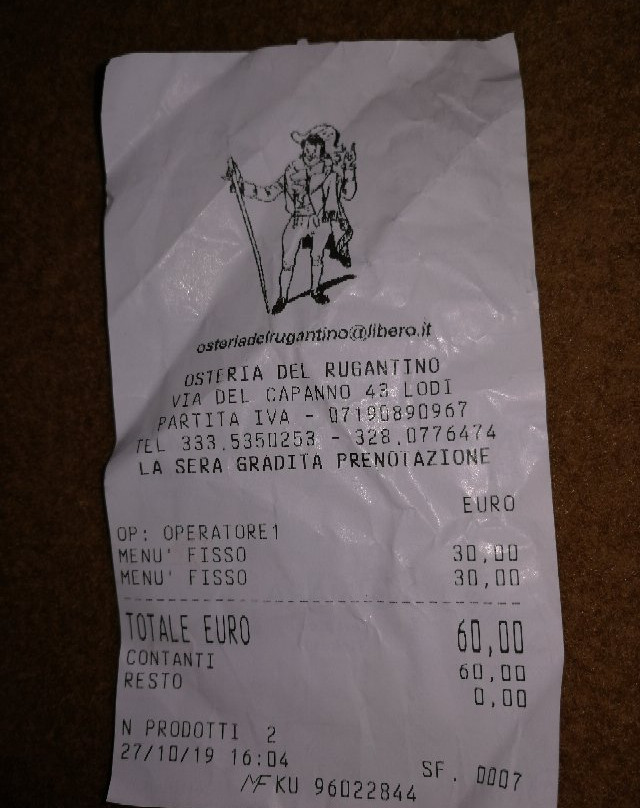 osteriadelrugantino@libero.it
OSTERIA DEL RUGANTINO
VIA DEL CAPANNO 43 LODI
PARTITA IVA - 07190890967
TEL 333.5350253 - 328.0776474
LA SERA GRADITA PRENOTAZIONE
EURO
OP: OPERATORE1
MENU' FISSO 30,00
MENU' FISSO 30,00
TOTALE EURO 60,00
CONTANTI 60,00
RESTO 0,00
N PRODOTTI 2
27/10/19 16:04 SF. 0007
MF KU 96022844